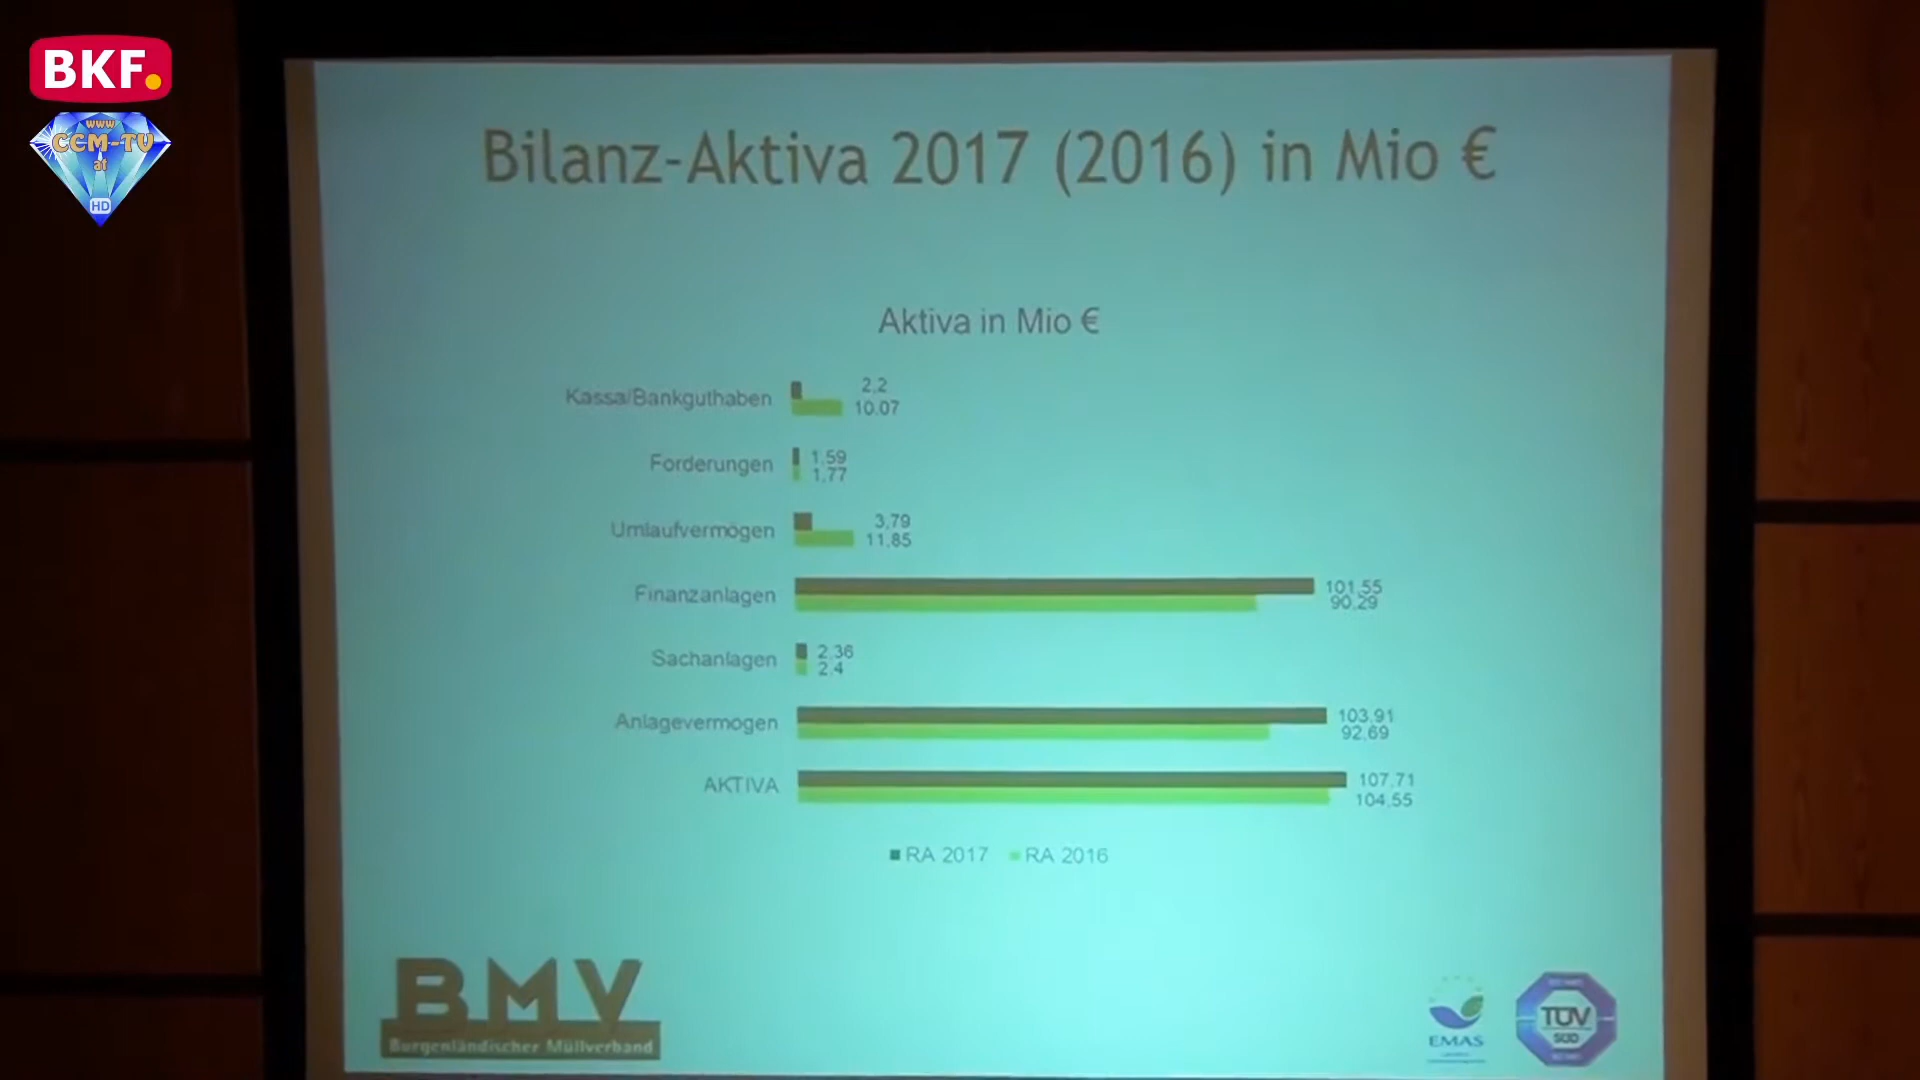 BKF.
www
CCM-TV
at
HD
Bilanz-Aktiva 2017 (2016) in Mio €
Aktiva in Mio €
Kassa/Bankguthaben
2,2
10,07
Forderungen
1,59
1,77
Umlaufvermögen
3,79
11,85
Finanzanlagen
101,55
90,29
Sachanlagen
2,36
2,4
Anlagevermögen
103,91
92,69
AKTIVA
107,71
104,55
RA 2017 RA 2016
BMV
Burgenländischer Müllverband
EMAS
TÜV
SÜD